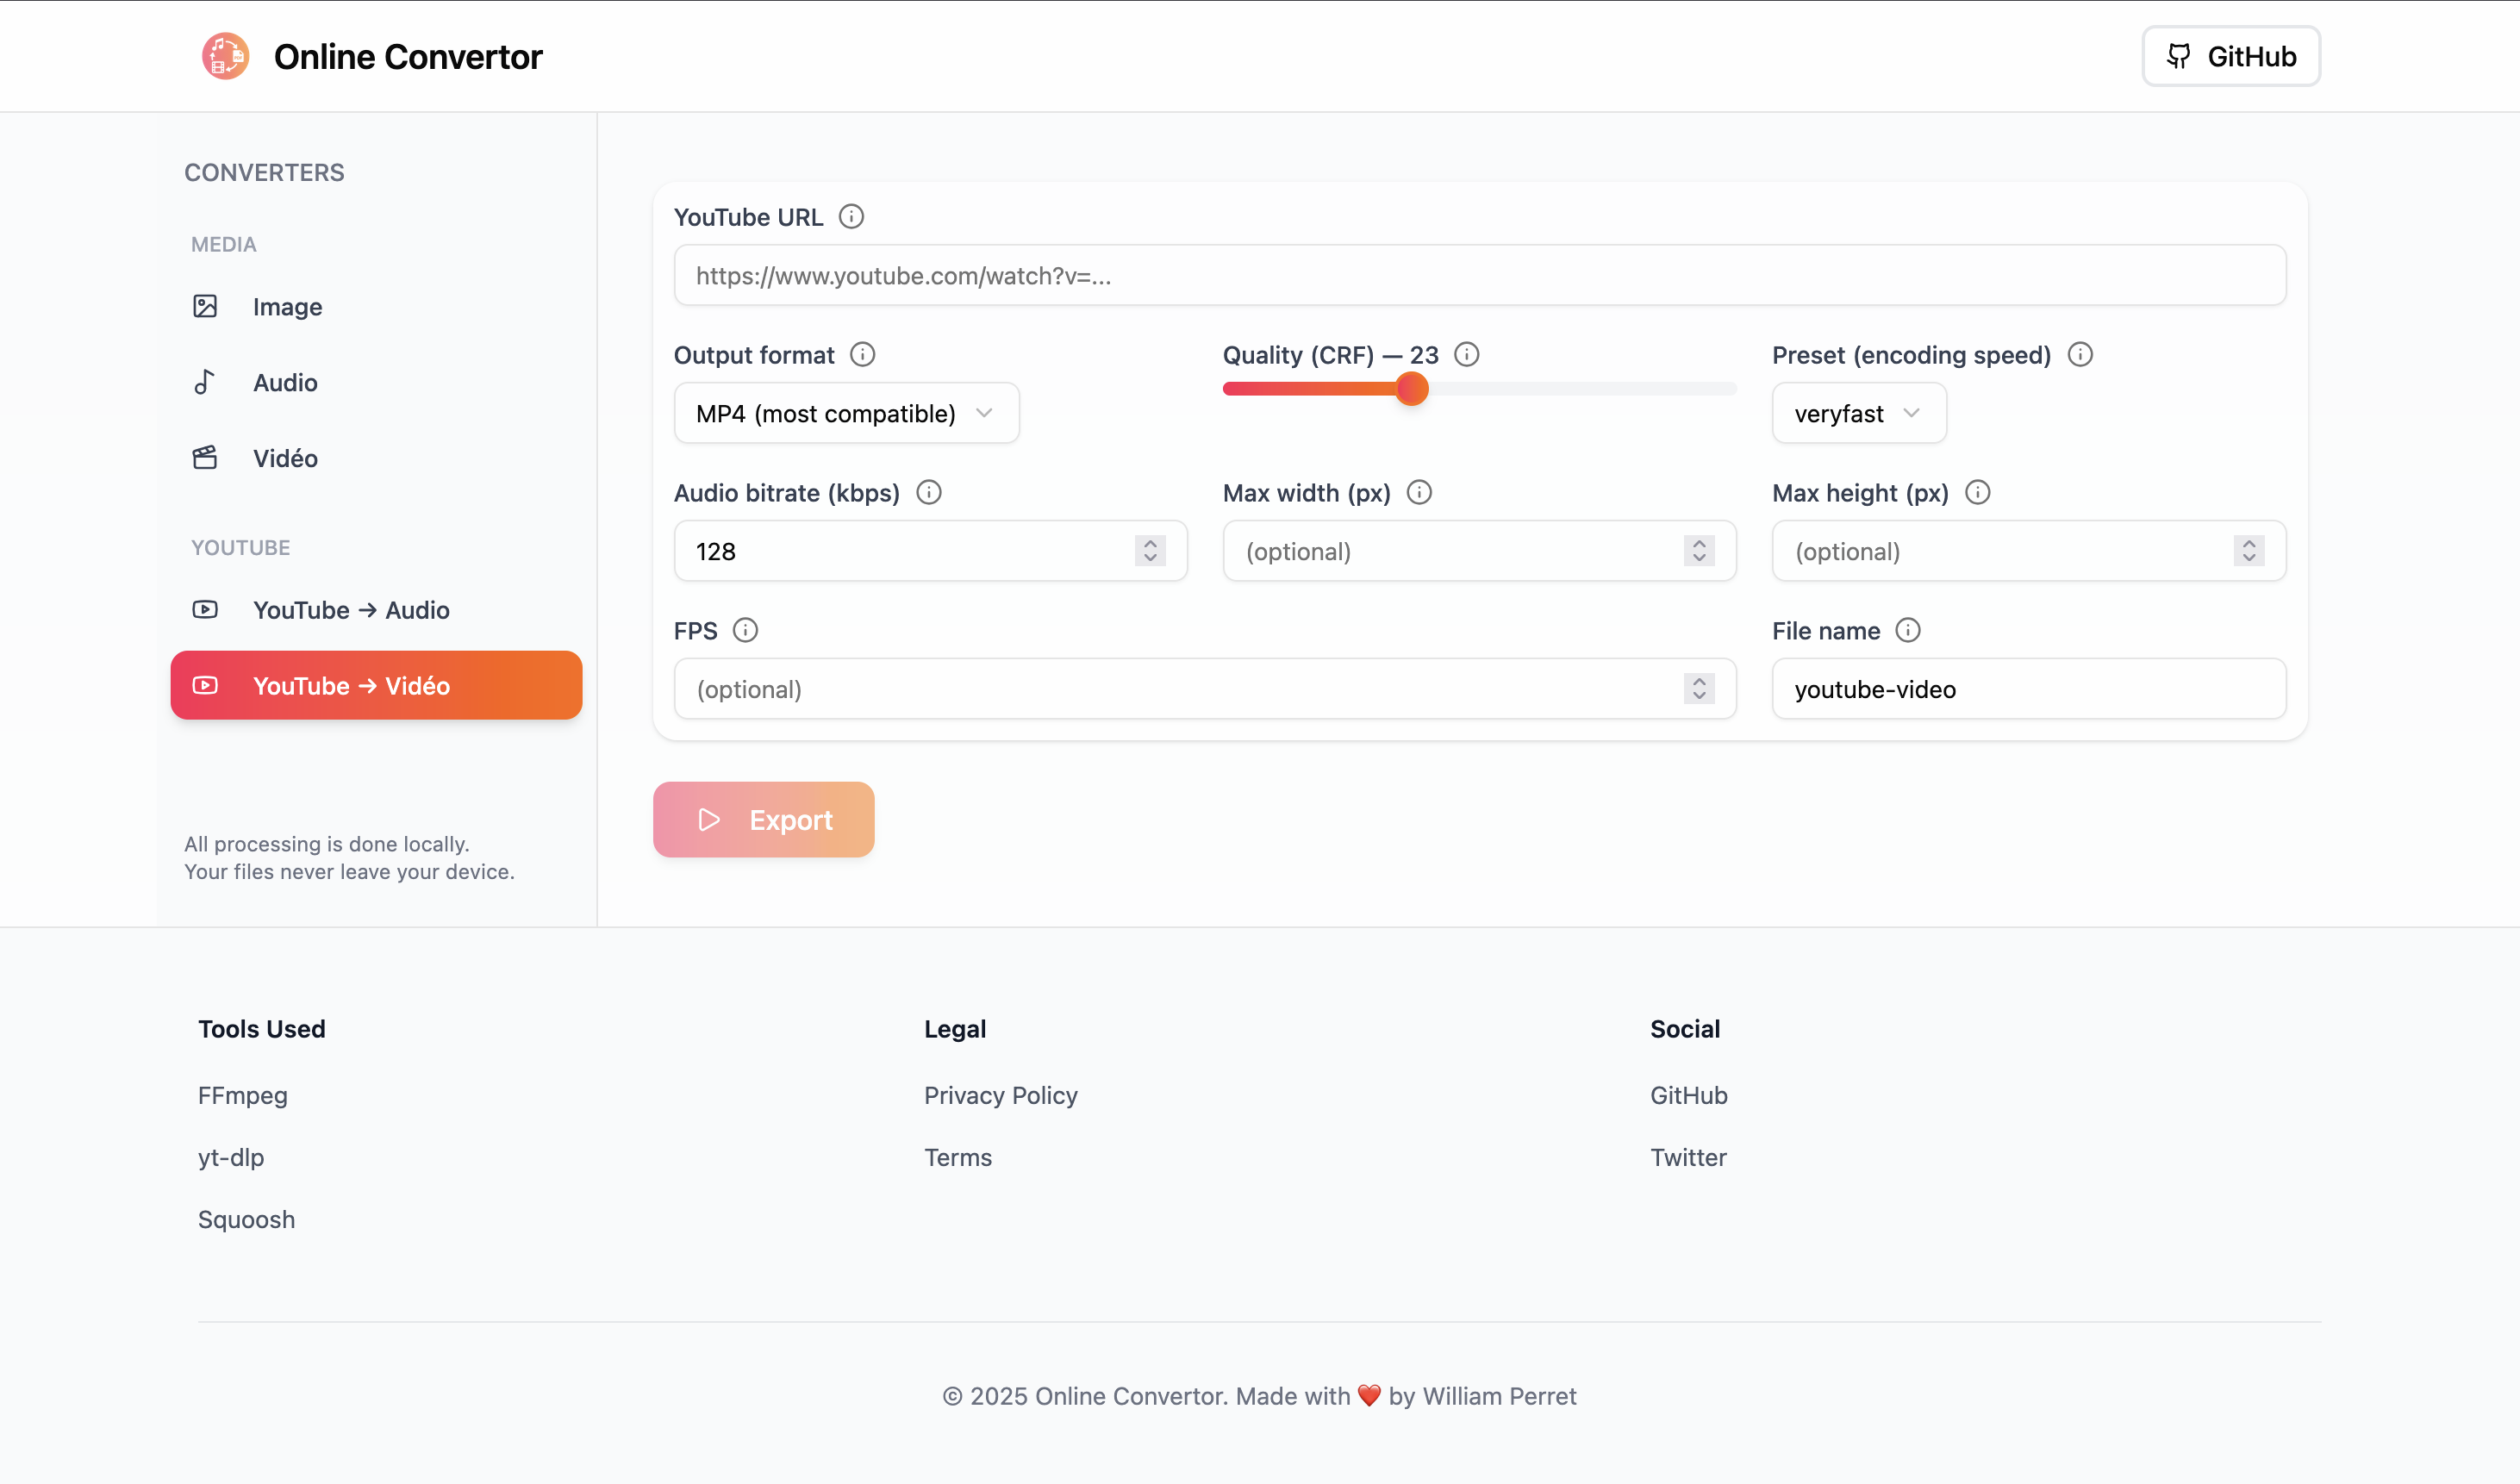 Online Convertor
GitHub
CONVERTERS
MEDIA
Image
Audio
Vidéo
YOUTUBE
YouTube → Audio
YouTube → Vidéo
All processing is done locally.
Your files never leave your device.
YouTube URL
https://www.youtube.com/watch?v=...
Output format
MP4 (most compatible)
Quality (CRF) — 23
Preset (encoding speed)
veryfast
Audio bitrate (kbps)
128
Max width (px)
(optional)
Max height (px)
(optional)
FPS
(optional)
File name
youtube-video
Export
Tools Used
FFmpeg
yt-dlp
Squoosh
Legal
Privacy Policy
Terms
Social
GitHub
Twitter
© 2025 Online Convertor. Made with ❤️ by William Perret